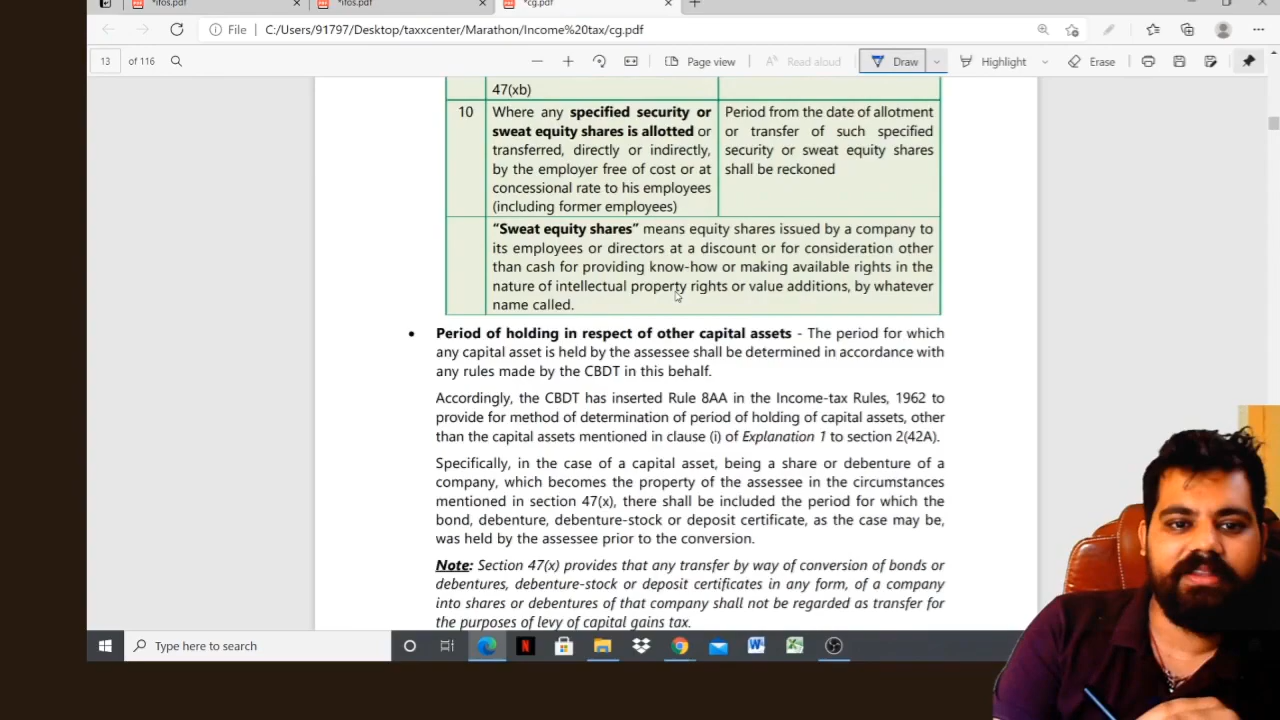 *ifos.pdf
*ifos.pdf
*cg.pdf
File
C:/Users/91797/Desktop/taxxcenter/Marathon/Income%20tax/cg.pdf
13 of 116
Page view
Read aloud
Draw
Highlight
Erase
47(xb)
10 Where any specified security or Period from the date of allotment
sweat equity shares is allotted or or transfer of such specified
transferred, directly or indirectly, security or sweat equity shares
by the employer free of cost or at shall be reckoned
concessional rate to his employees
(including former employees)
“Sweat equity shares” means equity shares issued by a company to
its employees or directors at a discount or for consideration other
than cash for providing know-how or making available rights in the
nature of intellectual property rights or value additions, by whatever
name called.
• Period of holding in respect of other capital assets - The period for which
any capital asset is held by the assessee shall be determined in accordance with
any rules made by the CBDT in this behalf.
Accordingly, the CBDT has inserted Rule 8AA in the Income-tax Rules, 1962 to
provide for method of determination of period of holding of capital assets, other
than the capital assets mentioned in clause (i) of Explanation 1 to section 2(42A).
Specifically, in the case of a capital asset, being a share or debenture of a
company, which becomes the property of the assessee in the circumstances
mentioned in section 47(x), there shall be included the period for which the
bond, debenture, debenture-stock or deposit certificate, as the case may be,
was held by the assessee prior to the conversion.
Note: Section 47(x) provides that any transfer by way of conversion of bonds or
debentures, debenture-stock or deposit certificates in any form, of a company
into shares or debentures of that company shall not be regarded as transfer for
the purposes of levy of capital gains tax.
Type here to search